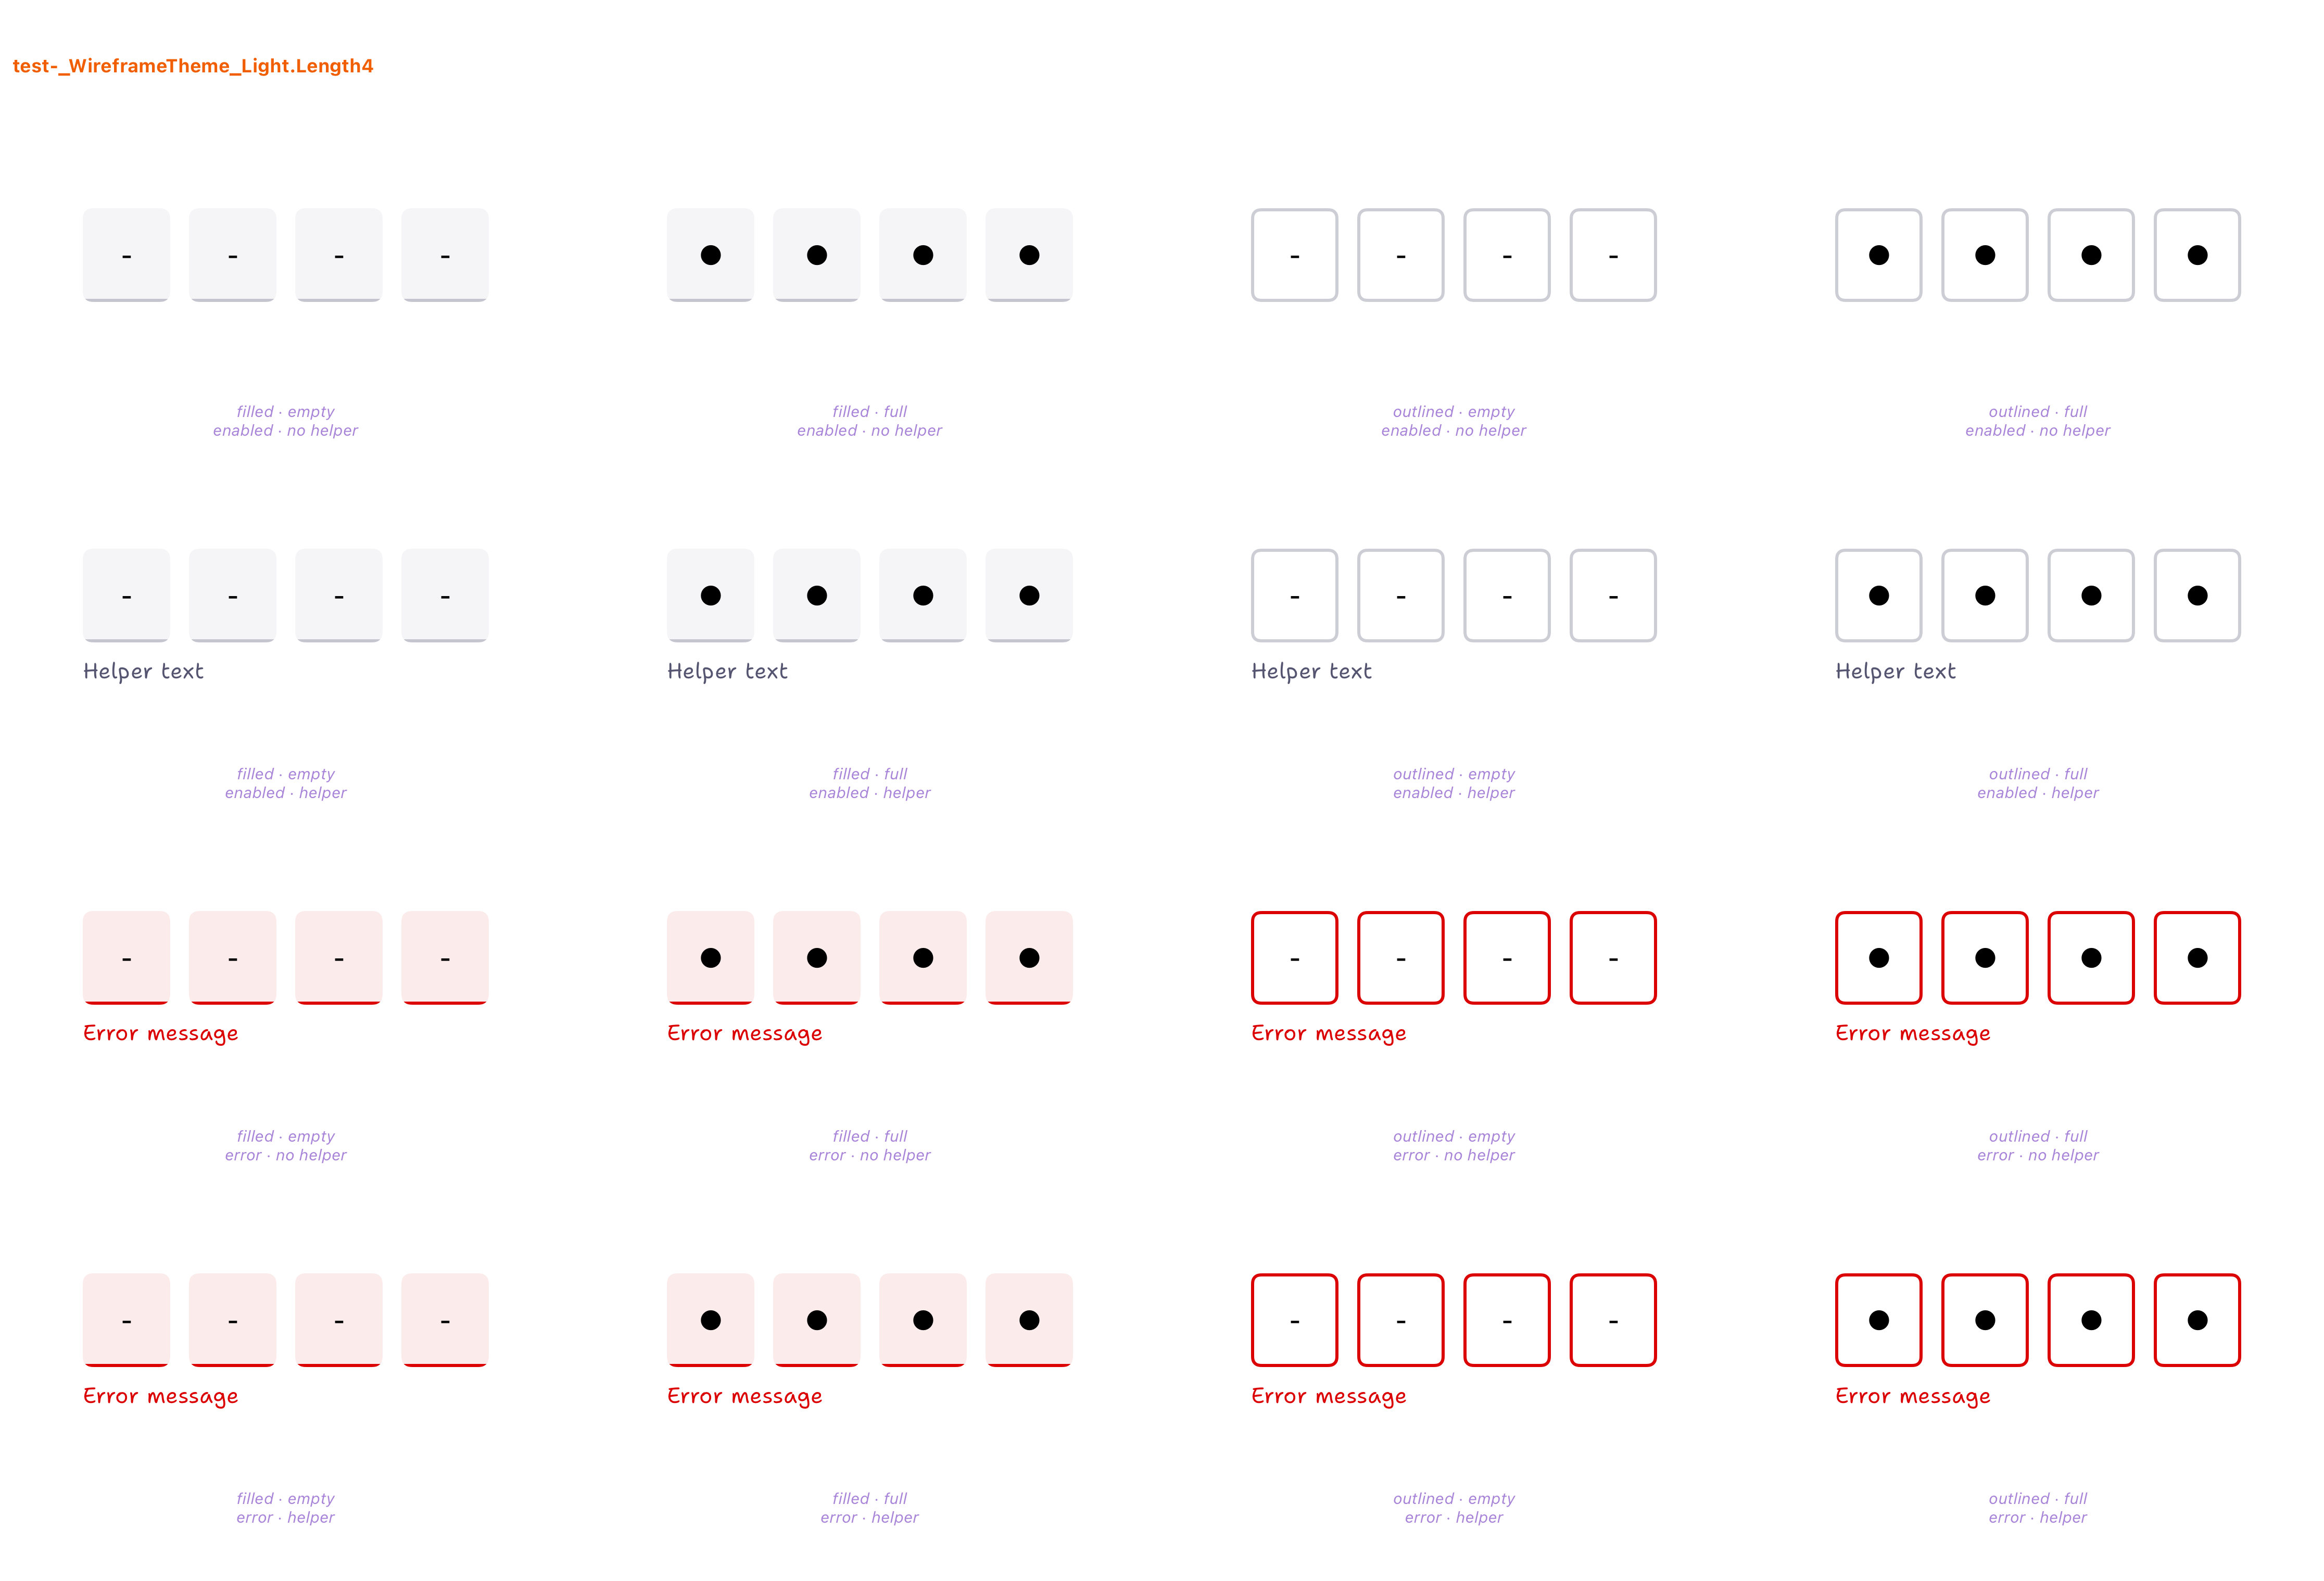 test-_WireframeTheme_Light.Length4
- - - -
● ● ● ●
- - - -
● ● ● ●
filled · empty
enabled · no helper
filled · full
enabled · no helper
outlined · empty
enabled · no helper
outlined · full
enabled · no helper
- - - -
● ● ● ●
- - - -
● ● ● ●
Helper text
Helper text
Helper text
Helper text
filled · empty
enabled · helper
filled · full
enabled · helper
outlined · empty
enabled · helper
outlined · full
enabled · helper
- - - -
● ● ● ●
- - - -
● ● ● ●
Error message
Error message
Error message
Error message
filled · empty
error · no helper
filled · full
error · no helper
outlined · empty
error · no helper
outlined · full
error · no helper
- - - -
● ● ● ●
- - - -
● ● ● ●
Error message
Error message
Error message
Error message
filled · empty
error · helper
filled · full
error · helper
outlined · empty
error · helper
outlined · full
error · helper